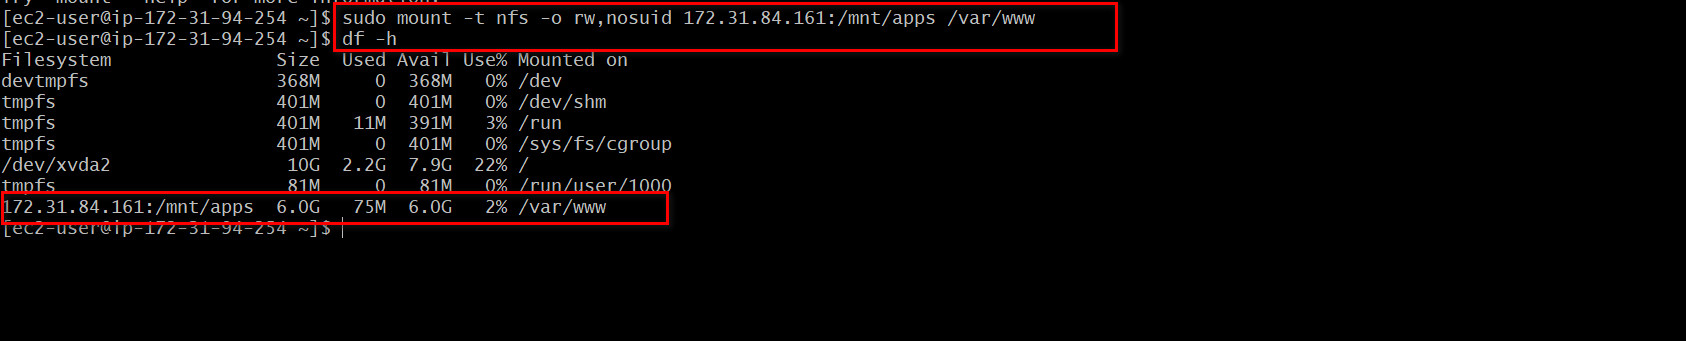 [ec2-user@ip-172-31-94-254 ~]$ sudo mount -t nfs -o rw,nosuid 172.31.84.161:/mnt/apps /var/www
[ec2-user@ip-172-31-94-254 ~]$ df -h
Filesystem               Size  Used Avail Use% Mounted on
devtmpfs                 368M     0  368M   0% /dev
tmpfs                    401M     0  401M   0% /dev/shm
tmpfs                    401M   11M  391M   3% /run
tmpfs                    401M     0  401M   0% /sys/fs/cgroup
/dev/xvda2                10G  2.2G  7.9G  22% /
tmpfs                     81M     0   81M   0% /run/user/1000
172.31.84.161:/mnt/apps  6.0G   75M  6.0G   2% /var/www
[ec2-user@ip-172-31-94-254 ~]$